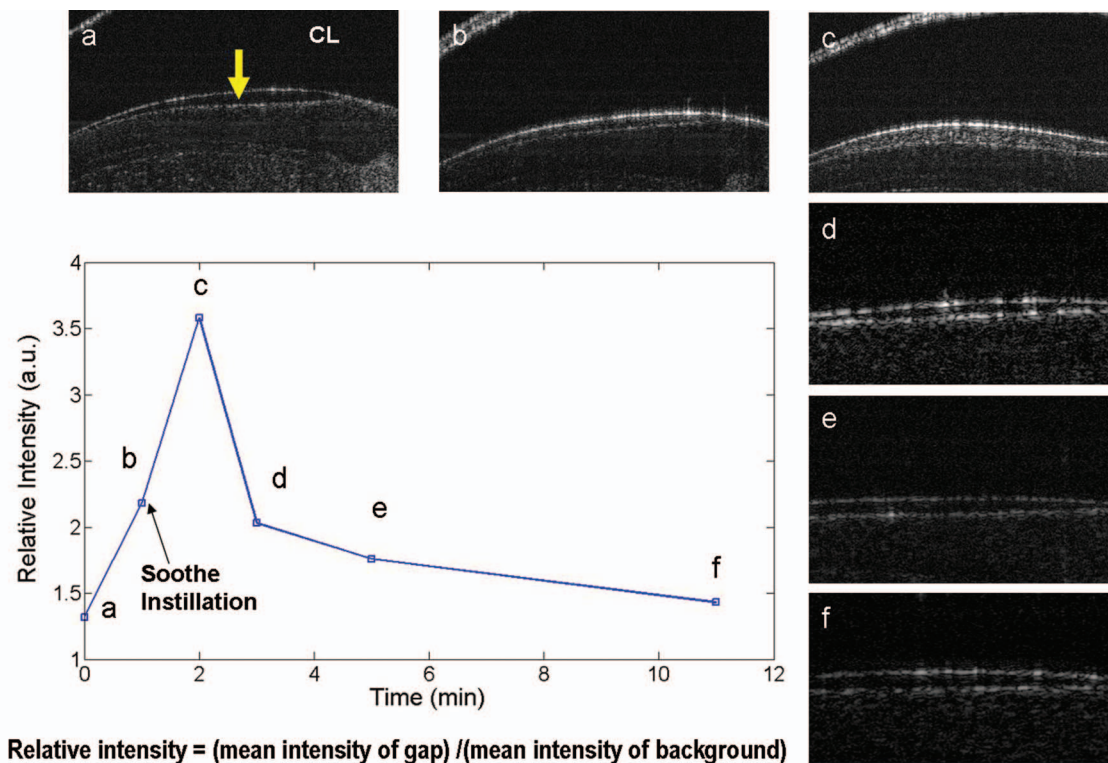 a
CL
b
c
d
e
f
4
3.5
3
2.5
2
1.5
1
Relative Intensity (a.u.)
c
b
d
e
f
a
Soothe
Instillation
0
2
4
6
8
10
12
Time (min)
Relative intensity = (mean intensity of gap) /(mean intensity of background)